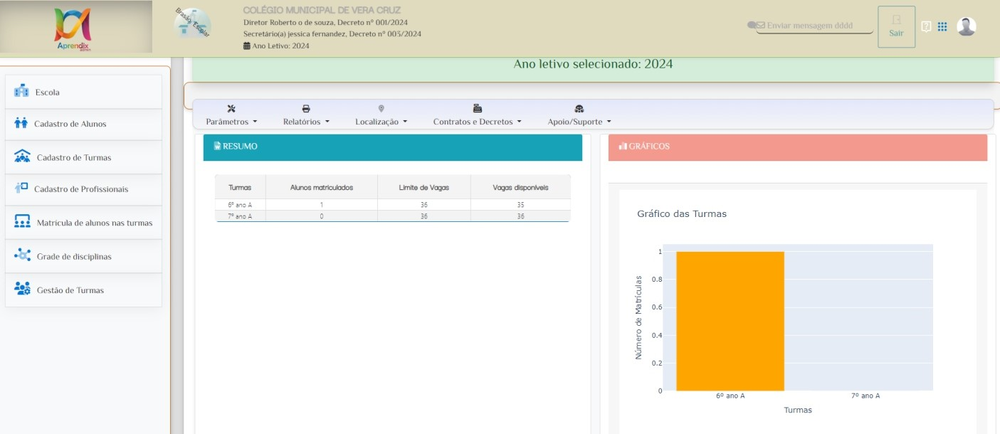 Aprendix
Brasão Escolar
COLÉGIO MUNICIPAL DE VERA CRUZ
Diretor Roberto o de souza, Decreto nº 001/2024
Secretário(a) jessica fernandez, Decreto nº 003/2024
Ano Letivo: 2024
Enviar mensagem dddd
Sair
Ano letivo selecionado: 2024
Escola
Cadastro de Alunos
Cadastro de Turmas
Cadastro de Profissionais
Matrícula de alunos nas turmas
Grade de disciplinas
Gestão de Turmas
Parâmetros Relatórios Localização Contratos e Decretos Apoio/Suporte
RESUMO
Turmas Alunos matriculados Limite de Vagas Vagas disponíveis
6º ano A 1 36 35
7º ano A 0 36 36
GRÁFICOS
Gráfico das Turmas
Número de Matrículas
1
0.8
0.6
0.4
0.2
0
6º ano A 7º ano A
Turmas